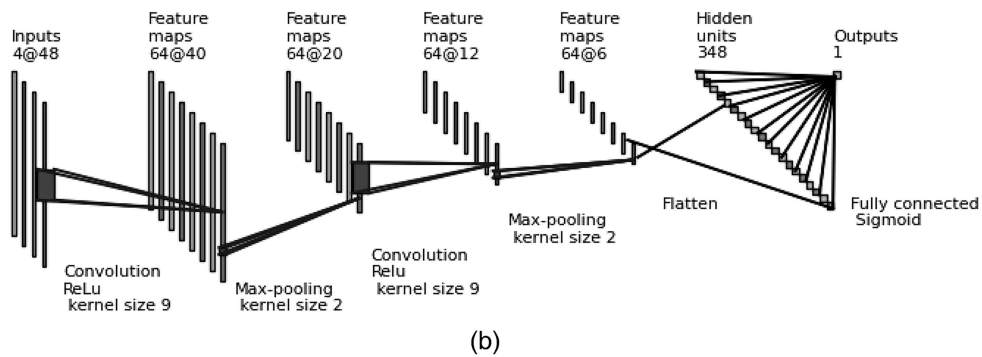 Inputs
4@48
Feature
maps
64@40
Feature
maps
64@20
Feature
maps
64@12
Feature
maps
64@6
Hidden
units
348
Outputs
1
Convolution
ReLu
kernel size 9
Max-pooling
kernel size 2
Convolution
Relu
kernel size 9
Max-pooling
kernel size 2
Flatten
Fully connected
Sigmoid
(b)